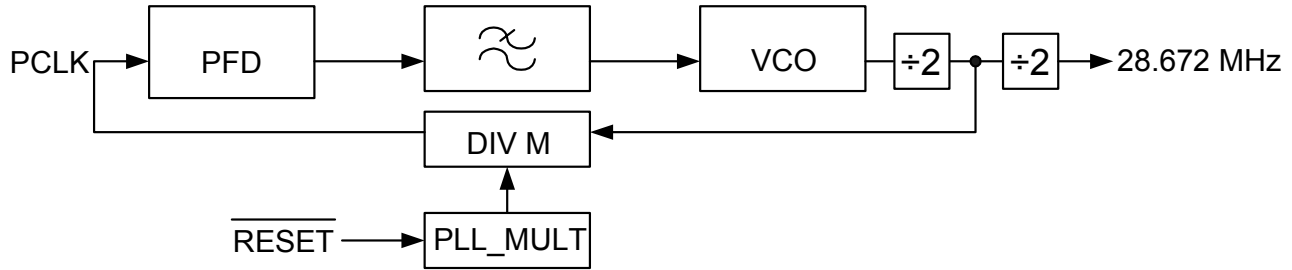 PCLK
PFD
VCO
÷2
÷2
28.672 MHz
DIV M
RESET
PLL_MULT